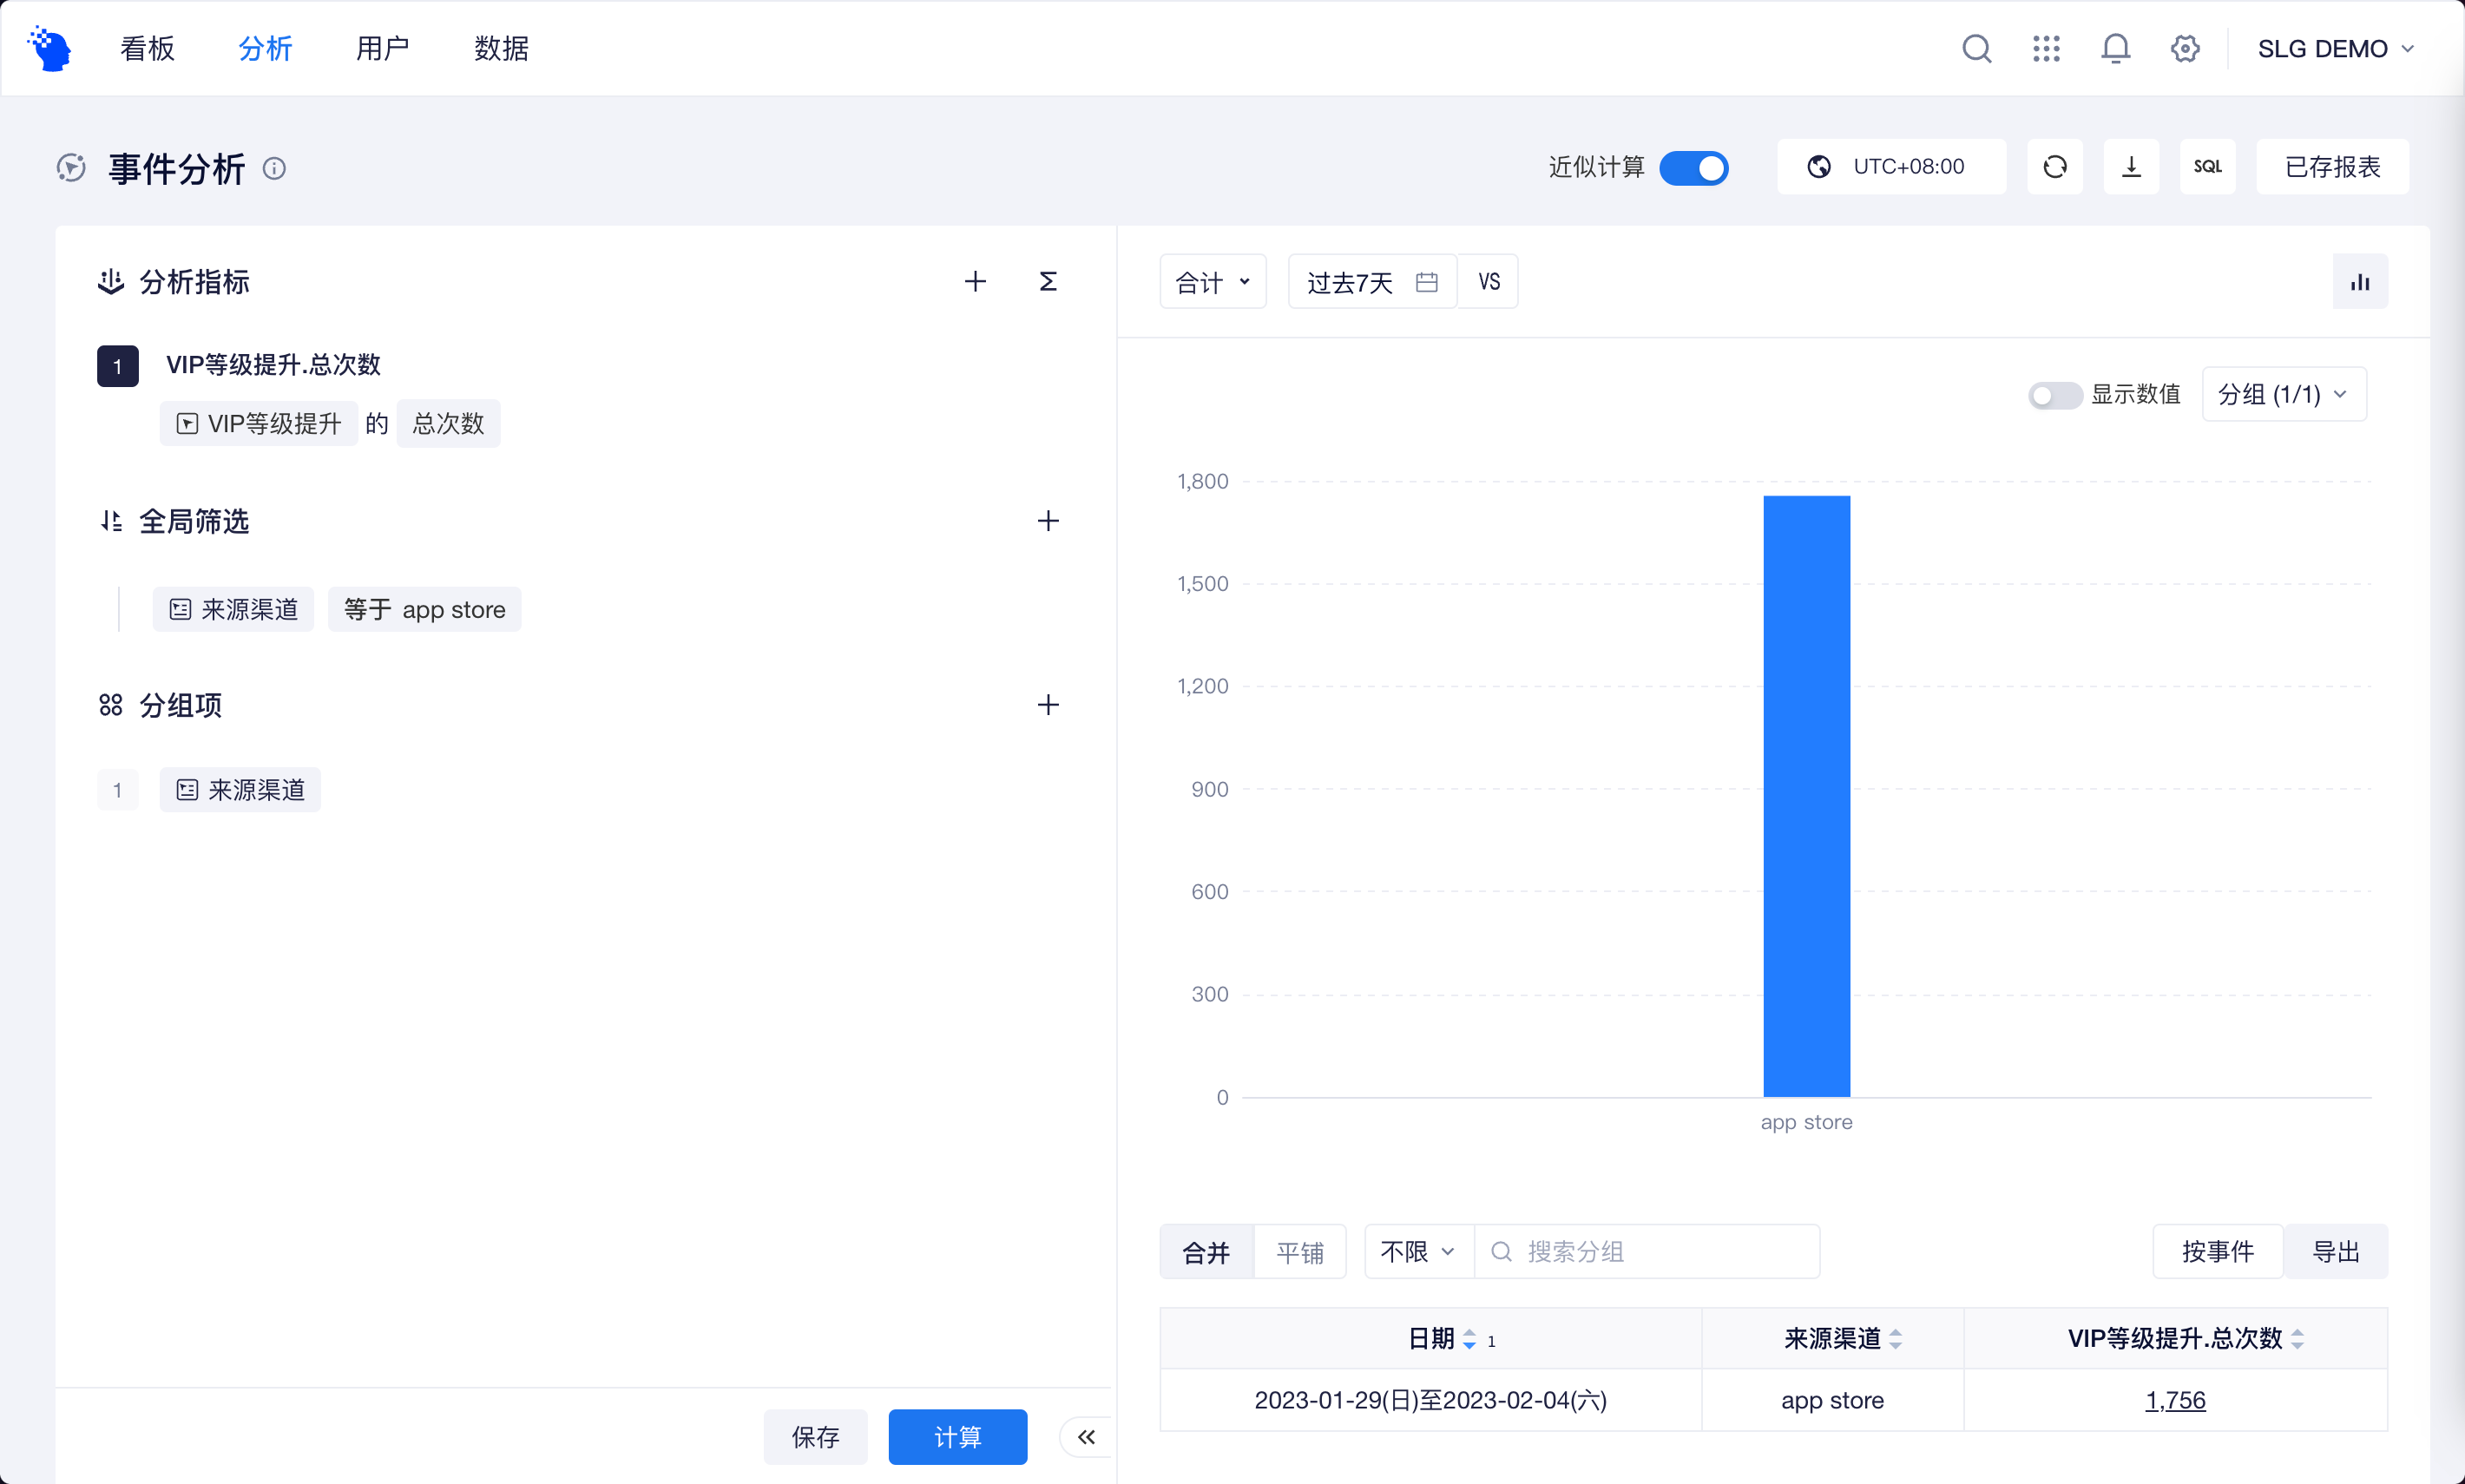 看板 分析 用户 数据 SLG DEMO
事件分析 近似计算 UTC+08:00 SQL 已存报表
分析指标
合计 过去7天 VS
1 VIP等级提升.总次数
VIP等级提升 的 总次数
显示数值 分组 (1/1)
全局筛选
来源渠道 等于 app store
分组项
1 来源渠道
1,800
1,500
1,200
900
600
300
0
app store
合并 平铺 不限 搜索分组 按事件 导出
日期 1 来源渠道 VIP等级提升.总次数
2023-01-29(日)至2023-02-04(六) app store 1,756
保存 计算